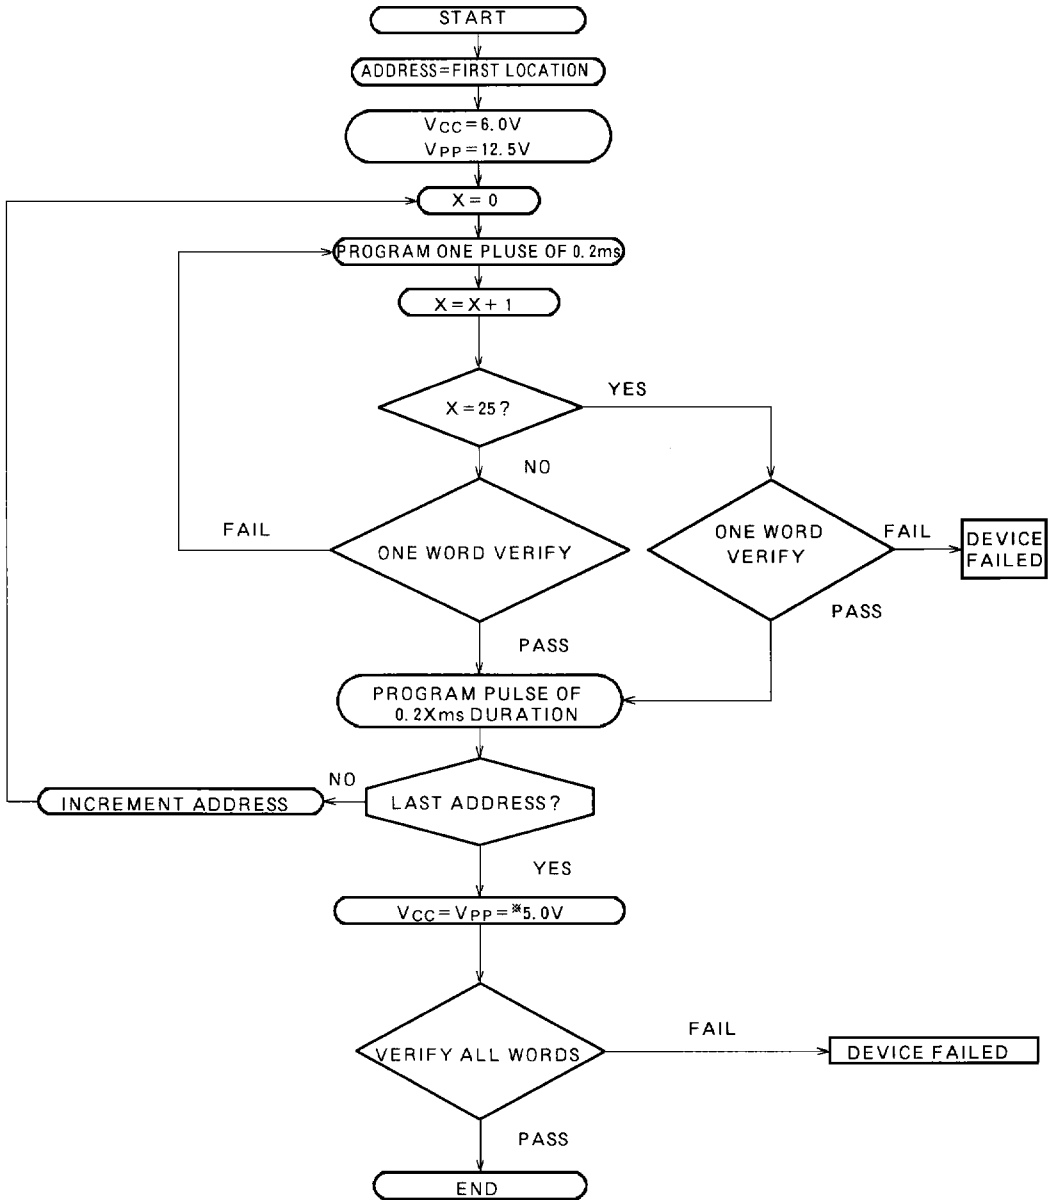 START
ADDRESS=FIRST LOCATION
VCC=6.0V
VPP=12.5V
X=0
PROGRAM ONE PLUSE OF 0.2ms
X=X+1
X=25?
YES
NO
ONE WORD VERIFY
FAIL
ONE WORD
VERIFY
FAIL
DEVICE
FAILED
PASS
PASS
PROGRAM PULSE OF
0.2Xms DURATION
LAST ADDRESS?
NO
INCREMENT ADDRESS
YES
VCC=VPP=※5.0V
VERIFY ALL WORDS
FAIL
DEVICE FAILED
PASS
END